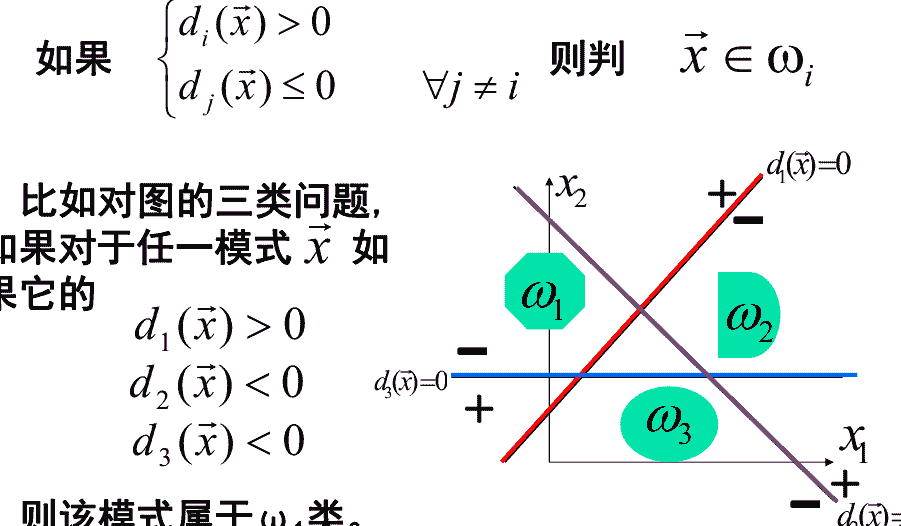 如果 { d_i(x⃗) > 0
d_j(x⃗) ≤ 0 ∀j ≠ i 则判 x⃗ ∈ ω_i
比如对图的三类问题,
如果对于任一模式 x⃗ 如
果它的
d_1(x⃗) > 0
d_2(x⃗) < 0
d_3(x⃗) < 0
则该模式属于ω_1类。
d_1(x⃗)=0
x_2
+
−
ω_1
ω_2
−
d_3(x⃗)=0
+
ω_3
x_1
+
−
d_2(x⃗)=